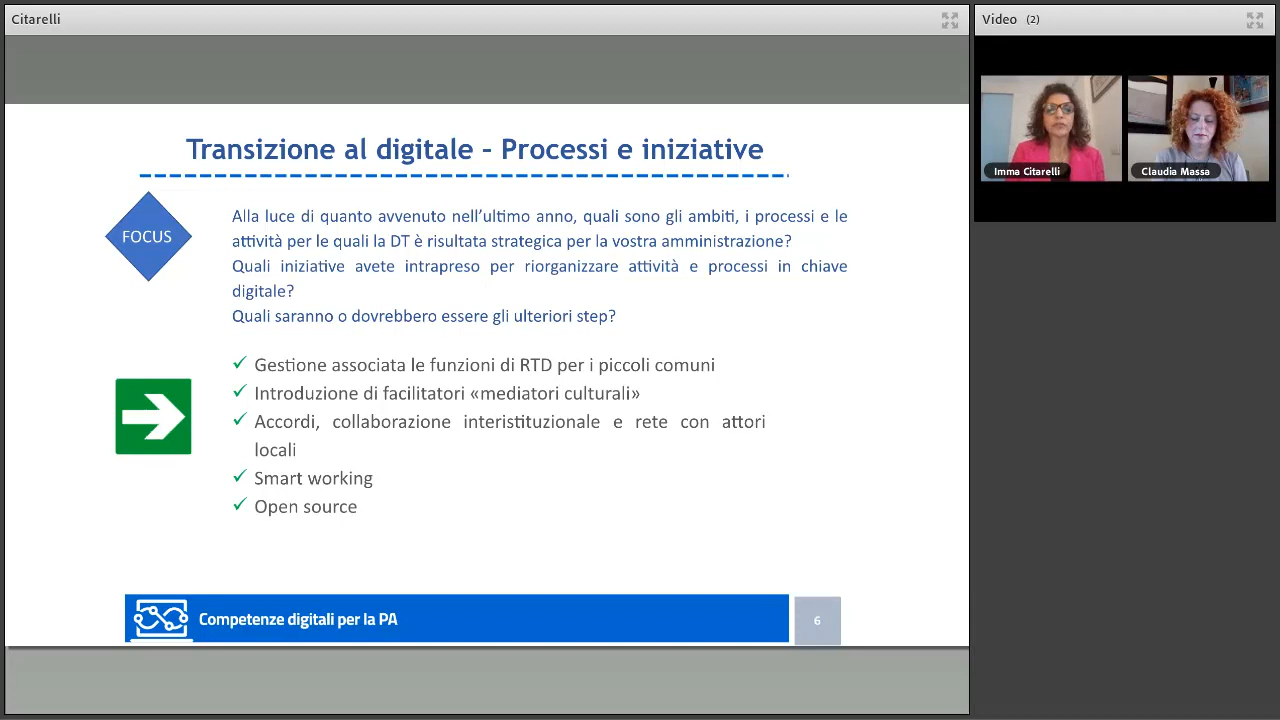 Citarelli
Video (2)
Imma Citarelli
Claudia Massa
Transizione al digitale – Processi e iniziative
FOCUS
Alla luce di quanto avvenuto nell’ultimo anno, quali sono gli ambiti, i processi e le
attività per le quali la DT è risultata strategica per la vostra amministrazione?
Quali iniziative avete intrapreso per riorganizzare attività e processi in chiave
digitale?
Quali saranno o dovrebbero essere gli ulteriori step?
✓ Gestione associata le funzioni di RTD per i piccoli comuni
✓ Introduzione di facilitatori «mediatori culturali»
✓ Accordi, collaborazione interistituzionale e rete con attori
locali
✓ Smart working
✓ Open source
Competenze digitali per la PA
6